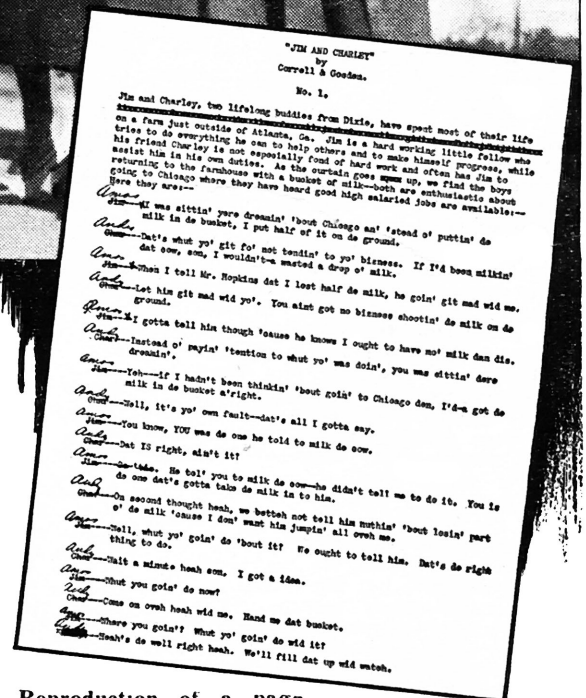 "JIM AND CHARLEY"
by
Correll & Gosden.
No. 1.
Jim and Charley, two lifelong buddies from Dixie, have spent most of their life
on a farm just outside of Atlanta, Ga. Jim is a hard working little fellow who
tries to do everything he can to help others and to make himself progress, while
his friend Charley is not especially fond of hard work and often has Jim to
assist him in his own duties. As the curtain goes up, we find the boys
returning to the farmhouse with a bucket of milk--both are enthusiastic about
going to Chicago where they have heard good high salaried jobs are available:--
Here they are:--
Amos
Jim---I was sittin' yere dreamin' 'bout Chicago an' 'stead o' puttin' de
milk in de bucket, I put half of it on de ground.
Andy
Char---Dat's whut yo' git fo' not tendin' to yo' bizness. If I'd been milkin'
dat cow, son, I wouldn't-a wasted a drop o' milk.
Amos
Jim---When I tell Mr. Hopkins dat I lost half de milk, he goin' git mad wid me.
Andy
Char---Let him git mad wid yo'. You aint got no bizness shootin' de milk on de
ground.
Amos
Jim---I gotta tell him though 'cause he knows I ought to have mo' milk dan dis.
Andy
Char---Instead o' payin' 'tention to whut yo' was doin', you was sittin' dere
dreamin'.
Amos
Jim---Yeh---if I hadn't been thinkin' 'bout goin' to Chicago den, I'd-a got de
milk in de bucket a'right.
Andy
Char---Well, it's yo' own fault--dat's all I gotta say.
Amos
Jim---You know, YOU was de one he told to milk de cow.
Andy
Char---Dat IS right, ain't it?
Amos
Jim---He tol' you to milk de cow---he didn't tell me to do it. You is
de one dat's gotta take de milk in to him.
Andy
Char---On second thought heah, we betteh not tell him nuthin' 'bout losin' part
o' de milk 'cause I don' want him jumpin' all oveh me.
Amos
Jim---Well, whut yo' goin' do 'bout it? We ought to tell him. Dat's de right
thing to do.
Andy
Char---Wait a minute heah son. I got a idea.
Amos
Jim---Whut you goin' do now?
Andy
Char---Come on oveh heah wid me. Hand me dat bucket.
Amos
Jim---Where you goin'? Whut yo' goin' do wid it?
Andy
---Heah's de well right heah. We'll fill dat up wid wateh.
Reproduction of a page